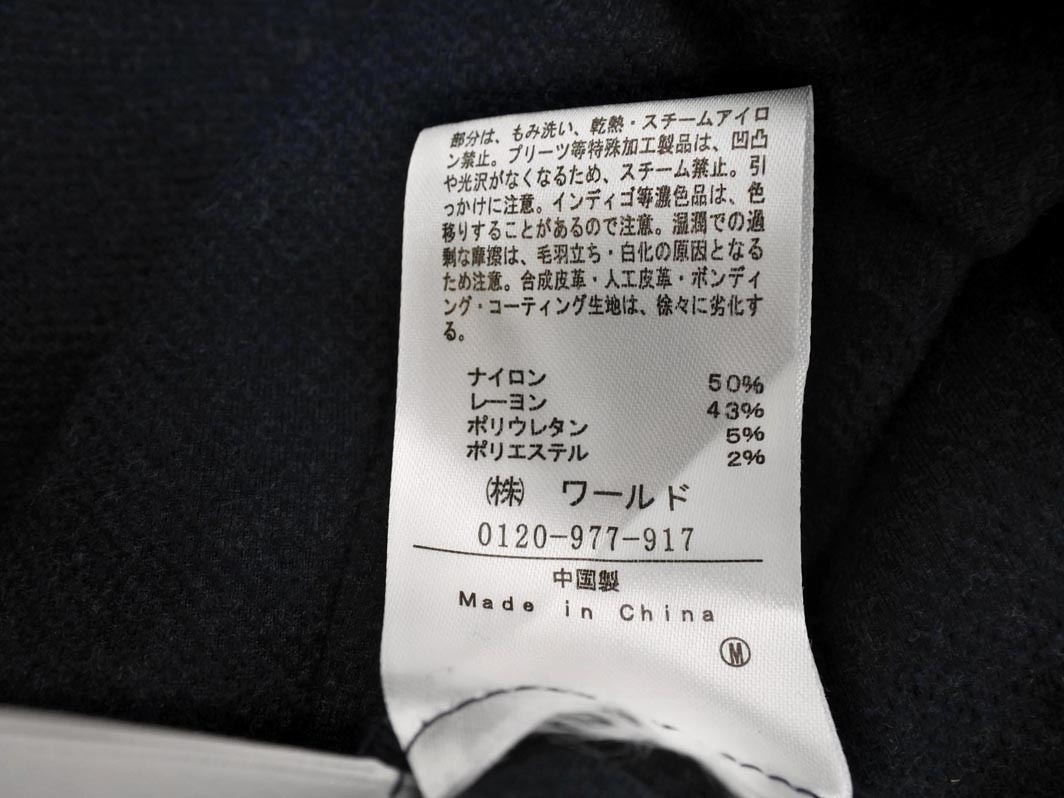 部分は、もみ洗い、乾熱・スチームアイロ
ン禁止。プリーツ等特殊加工製品は、凹凸
や光沢がなくなるため、スチーム禁止。引
っかけに注意。インディゴ等濃色品は、色
移りすることがあるので注意。湿潤での過
剰な摩擦は、毛羽立ち・白化の原因となる
ため注意。合成皮革・人工皮革・ボンディ
ング・コーティング生地は、徐々に劣化す
る。
ナイロン 50%
レーヨン 43%
ポリウレタン 5%
ポリエステル 2%
㈱ ワールド
0120-977-917
中国製
Made in China
Ⓜ